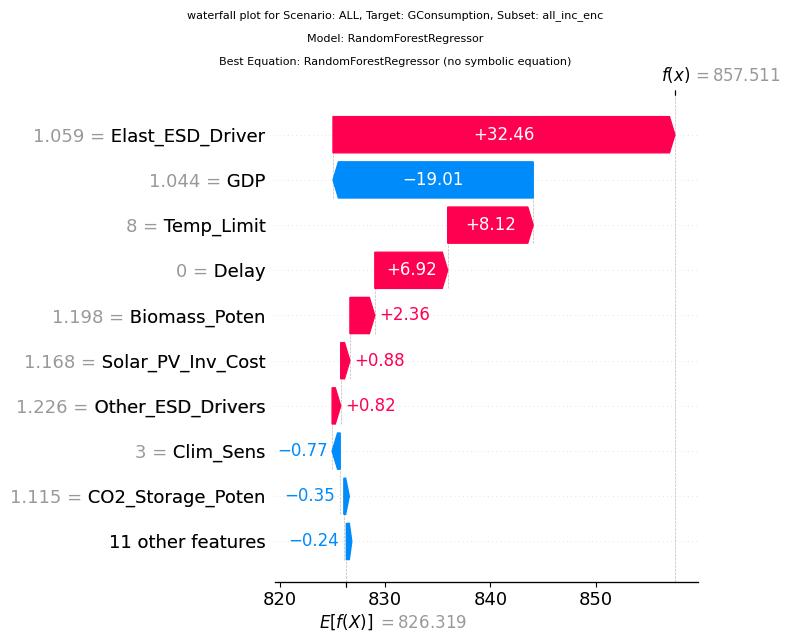 waterfall plot for Scenario: ALL, Target: GConsumption, Subset: all_inc_enc
Model: RandomForestRegressor
Best Equation: RandomForestRegressor (no symbolic equation)
f(x) = 857.511
1.059 = Elast_ESD_Driver
+32.46
1.044 = GDP
−19.01
8 = Temp_Limit
+8.12
0 = Delay
+6.92
1.198 = Biomass_Poten
+2.36
1.168 = Solar_PV_Inv_Cost
+0.88
1.226 = Other_ESD_Drivers
+0.82
3 = Clim_Sens
−0.77
1.115 = CO2_Storage_Poten
−0.35
11 other features
−0.24
820 830 840 850
E[f(X)] = 826.319